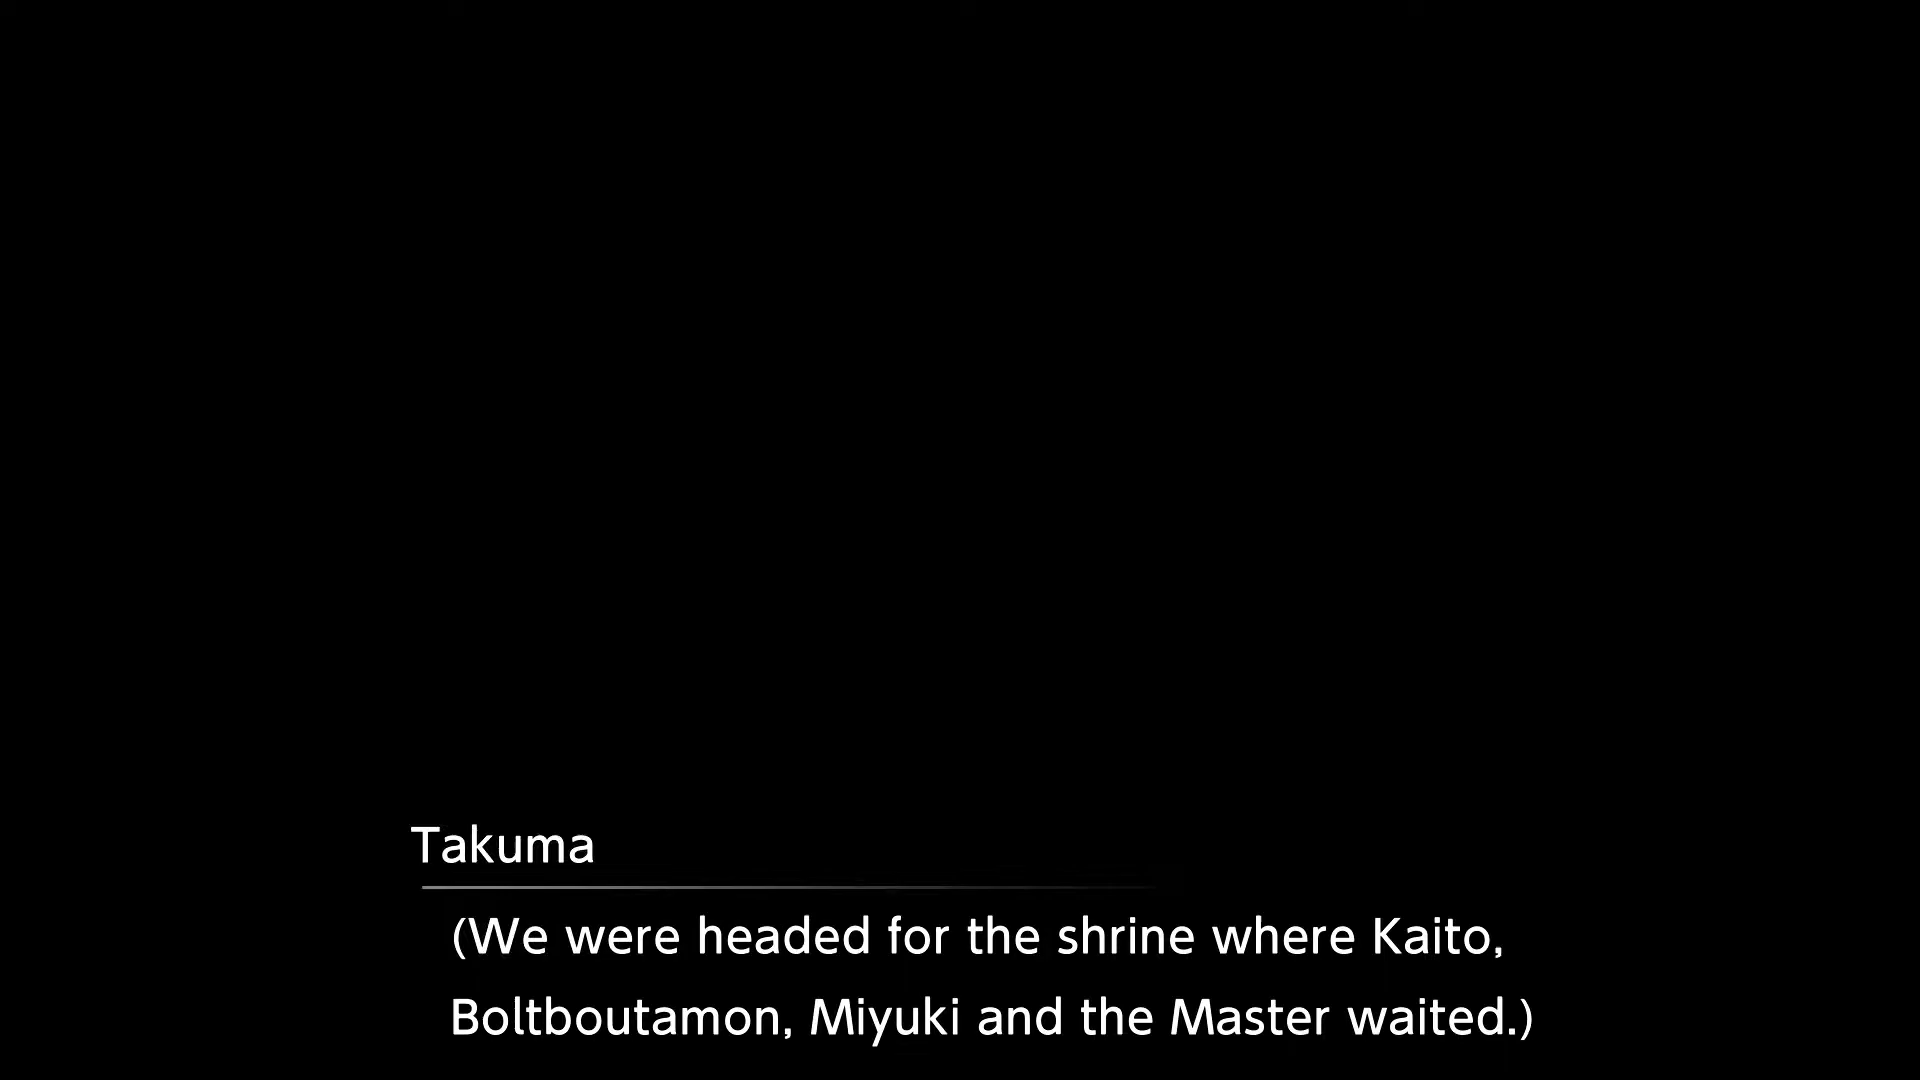 Takuma
(We were headed for the shrine where Kaito,
Boltboutamon, Miyuki and the Master waited.)